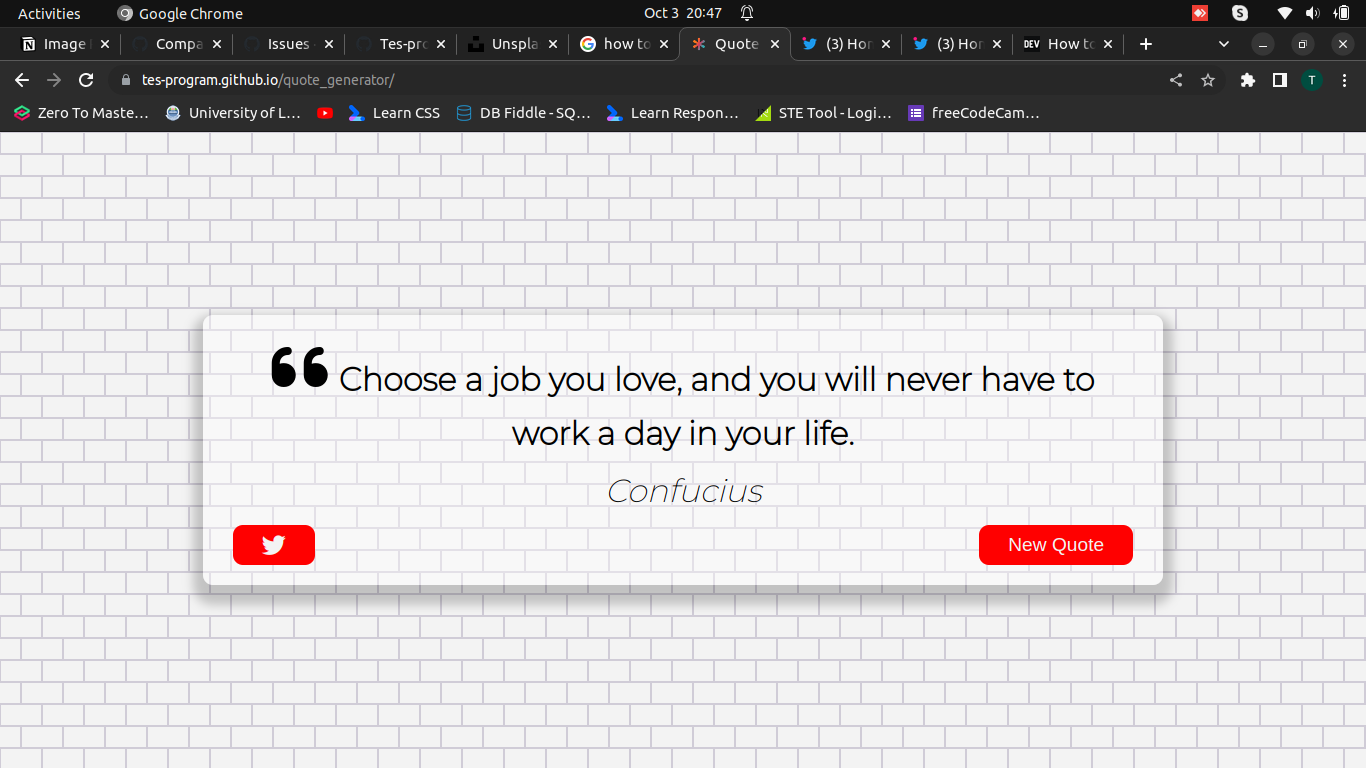 Activities Google Chrome Oct 3 20:47
Image Compa Issues Tes-pro Unspla how to Quote (3) Hor (3) Hor DEV How to
tes-program.github.io/quote_generator/ T
Zero To Maste… University of L… Learn CSS DB Fiddle - SQ… Learn Respon… STE Tool - Logi… freeCodeCam…
Choose a job you love, and you will never have to
work a day in your life.
Confucius
New Quote